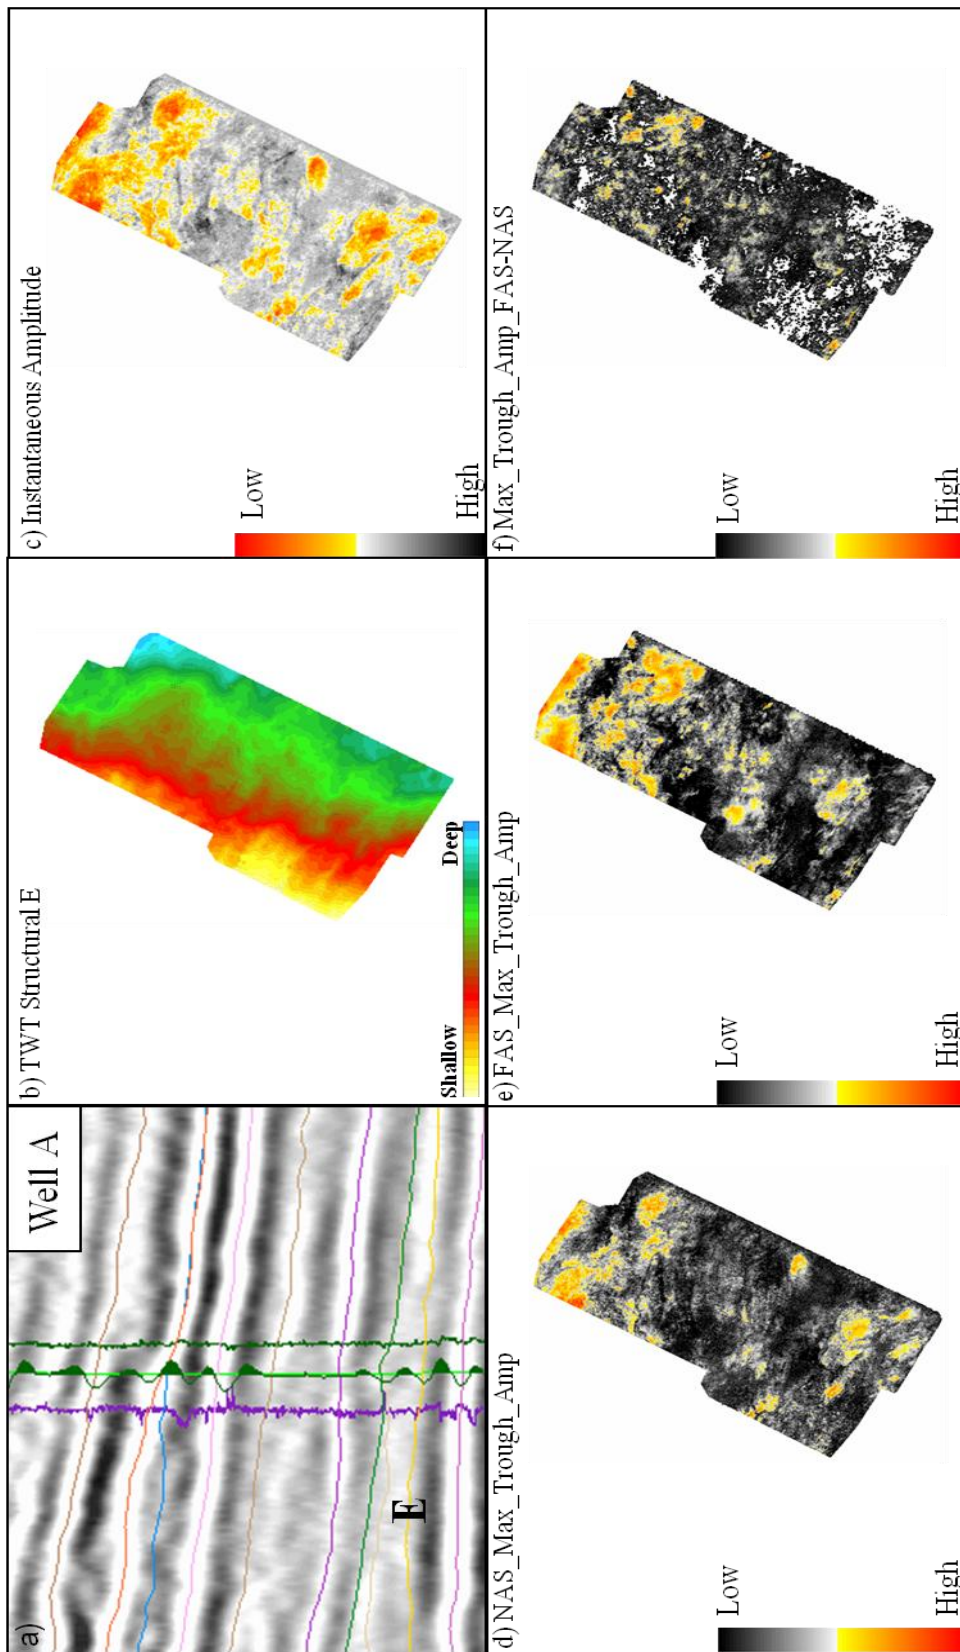 a)
Well A
E
b) TWT Structural E
Shallow
Deep
c) Instantaneous Amplitude
Low
High
d) NAS_Max_Trough_Amp
Low
High
e) FAS_Max_Trough_Amp
Low
High
f) Max_Trough_Amp_FAS-NAS
Low
High